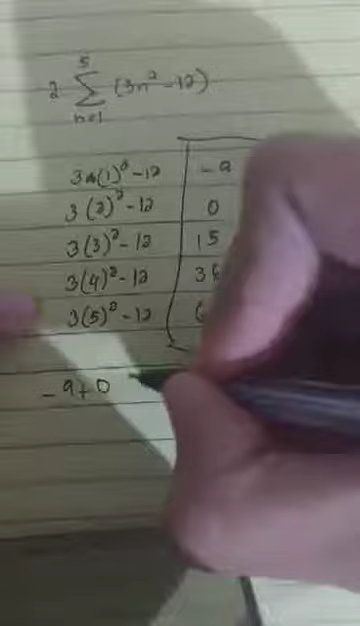 5
2 Σ (3n² - 12)
n=1
3(1)² - 12 -9
3(2)² - 12 0
3(3)² - 12 15
3(4)² - 12
3(5)² - 12
-9+0